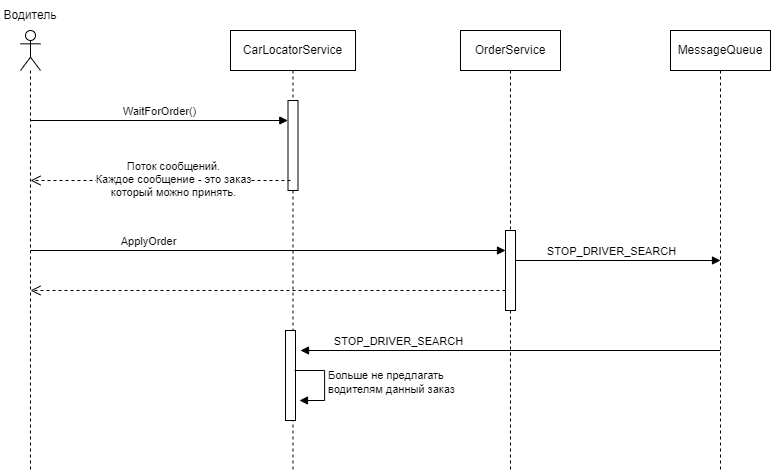 Водитель
CarLocatorService
OrderService
MessageQueue
WaitForOrder()
Поток сообщений.
Каждое сообщение - это заказ
который можно принять.
ApplyOrder
STOP_DRIVER_SEARCH
STOP_DRIVER_SEARCH
Больше не предлагать
водителям данный заказ